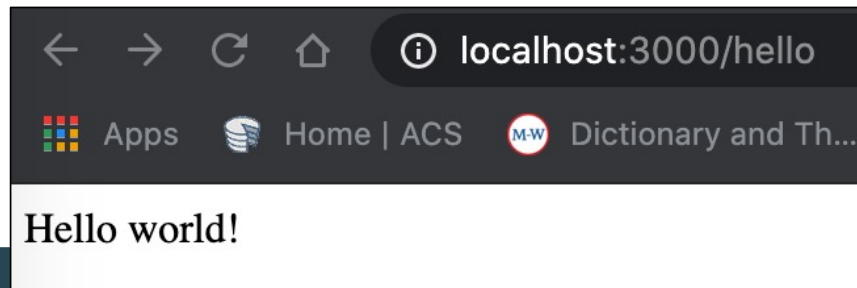 localhost:3000/hello
Apps Home | ACS M-W Dictionary and Th...
Hello world!